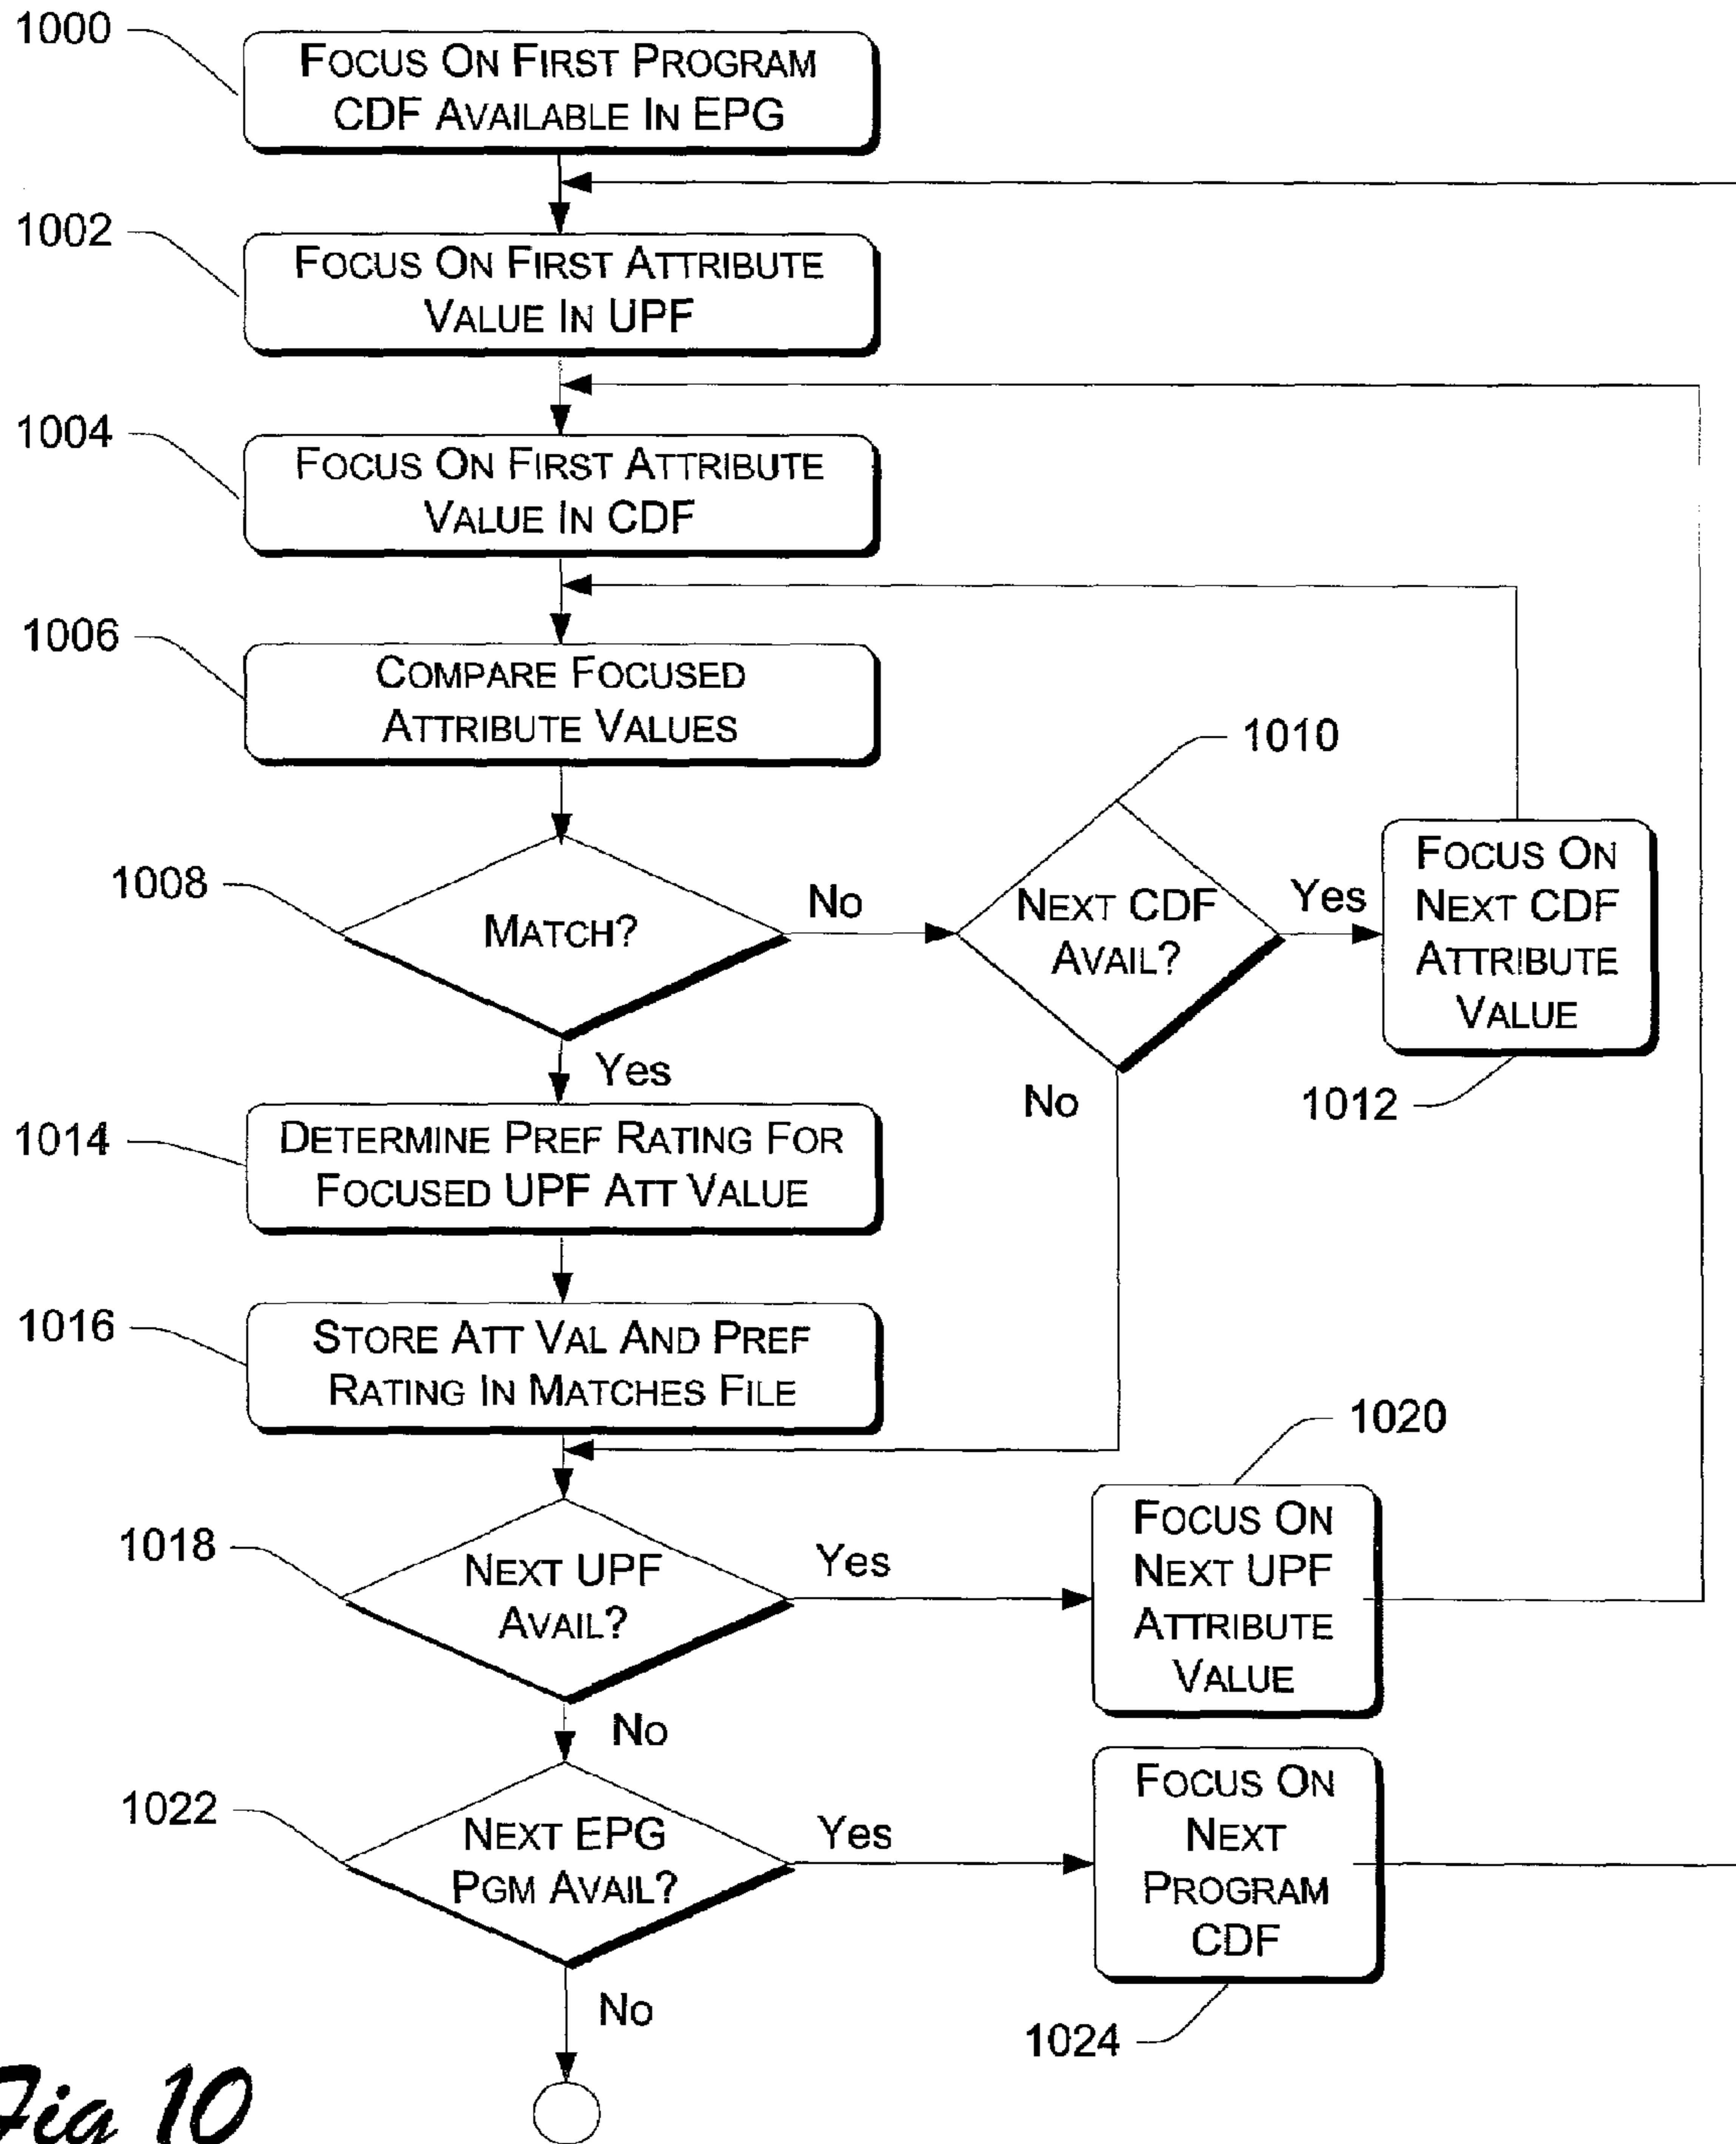 1000
FOCUS ON FIRST PROGRAM
CDF AVAILABLE IN EPG
1002
FOCUS ON FIRST ATTRIBUTE
VALUE IN UPF
1004
FOCUS ON FIRST ATTRIBUTE
VALUE IN CDF
1006
COMPARE FOCUSED
ATTRIBUTE VALUES
1008
MATCH?
No
1010
NEXT CDF
AVAIL?
Yes
FOCUS ON
NEXT CDF
ATTRIBUTE
VALUE
1012
No
Yes
1014
DETERMINE PREF RATING FOR
FOCUSED UPF ATT VALUE
1016
STORE ATT VAL AND PREF
RATING IN MATCHES FILE
1018
NEXT UPF
AVAIL?
Yes
1020
FOCUS ON
NEXT UPF
ATTRIBUTE
VALUE
No
1022
NEXT EPG
PGM AVAIL?
Yes
FOCUS ON
NEXT
PROGRAM
CDF
1024
No
Fig 10